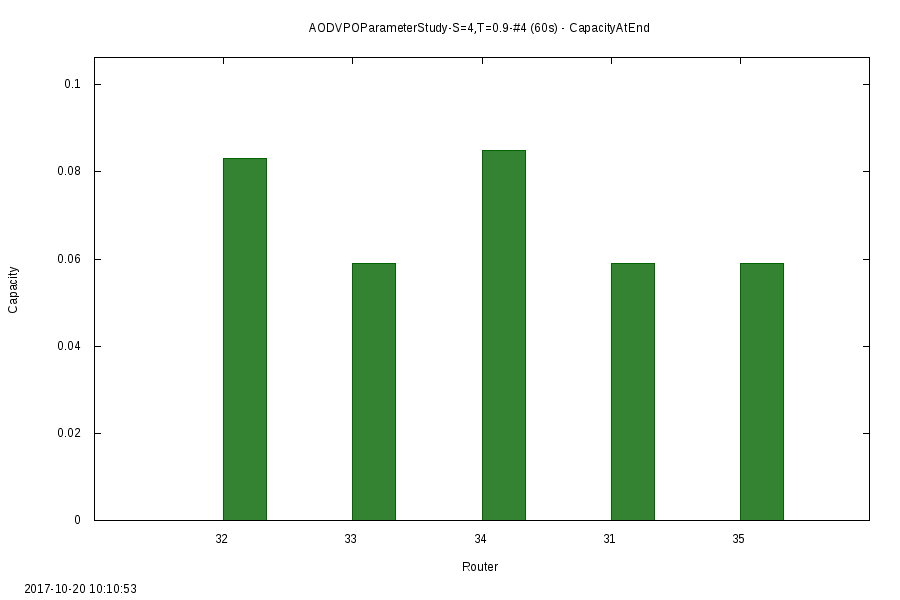 AODVPOParameterStudy-S=4,T=0.9-#4 (60s) - CapacityAtEnd
0.1
0.08
0.06
0.04
0.02
0
Capacity
32 33 34 31 35
Router
2017-10-20 10:10:53